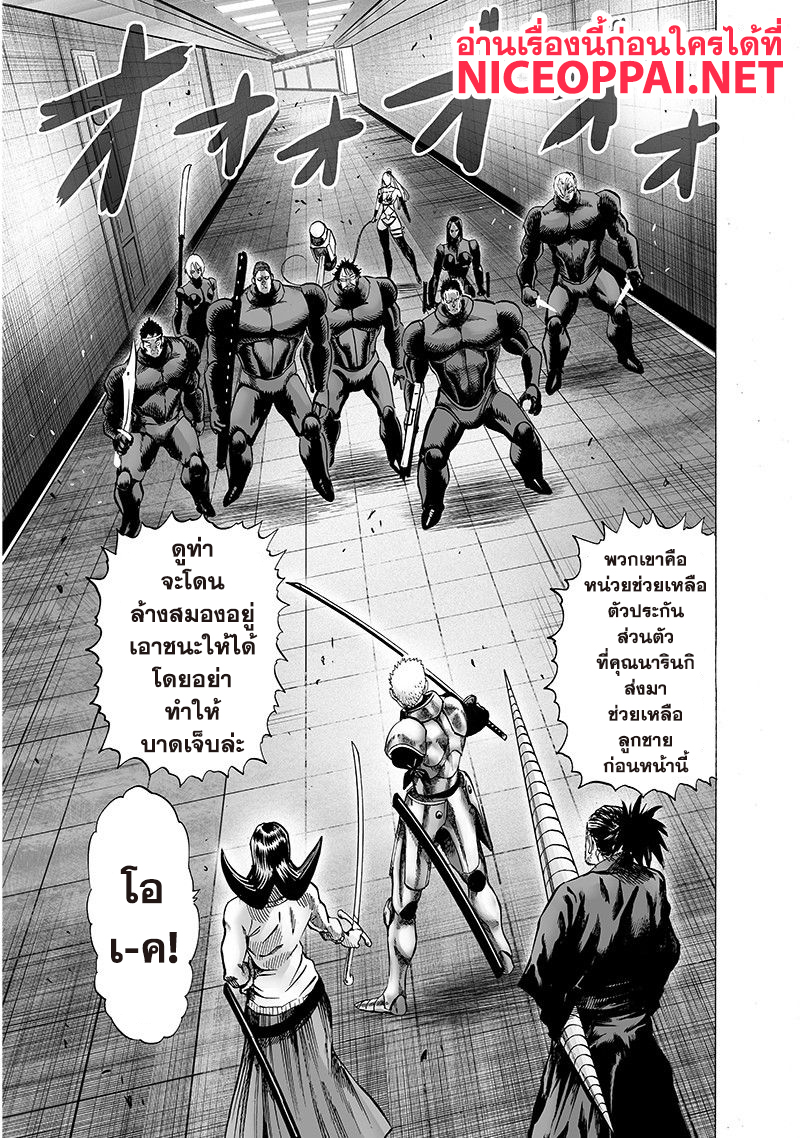 อ่านเรื่องนี้ก่อนใครได้ที่
NICEOPPAI.NET
オオオオオ
พวกเขาคือ
หน่วยช่วยเหลือ
ตัวประกัน
ส่วนตัว
ที่คุณนารินกิ
ส่งมา
ช่วยเหลือ
ลูกชาย
ก่อนหน้านี้
ดูท่า
จะโดน
ล้างสมองอยู่
เอาชนะให้ได้
โดยอย่า
ทำให้
บาดเจ็บล่ะ
โอ
เ-ค!